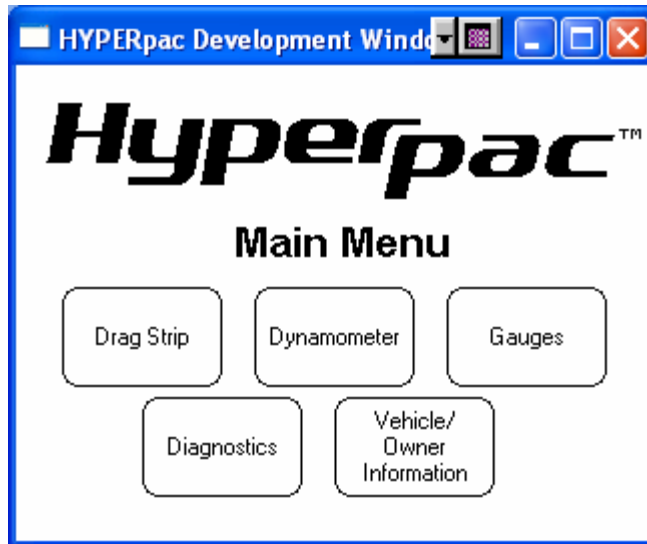 HYPERpac Development Windo
Hyperpac™
Main Menu
Drag Strip
Dynamometer
Gauges
Diagnostics
Vehicle/
Owner
Information